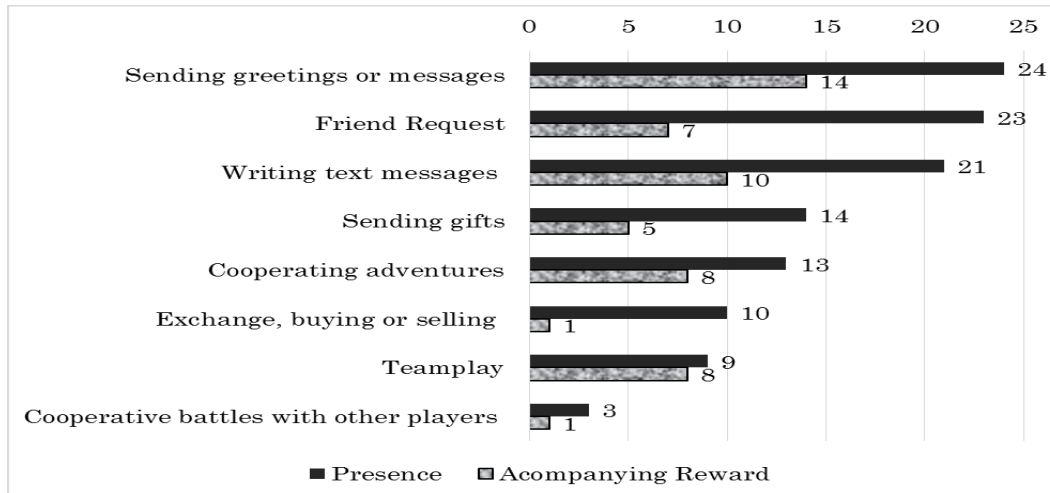 0 5 10 15 20 25
Sending greetings or messages 24
14
Friend Request 23
7
Writing text messages 21
10
Sending gifts 14
5
Cooperating adventures 13
8
Exchange, buying or selling 10
1
Teamplay 9
8
Cooperative battles with other players 3
1
Presence Acompanying Reward